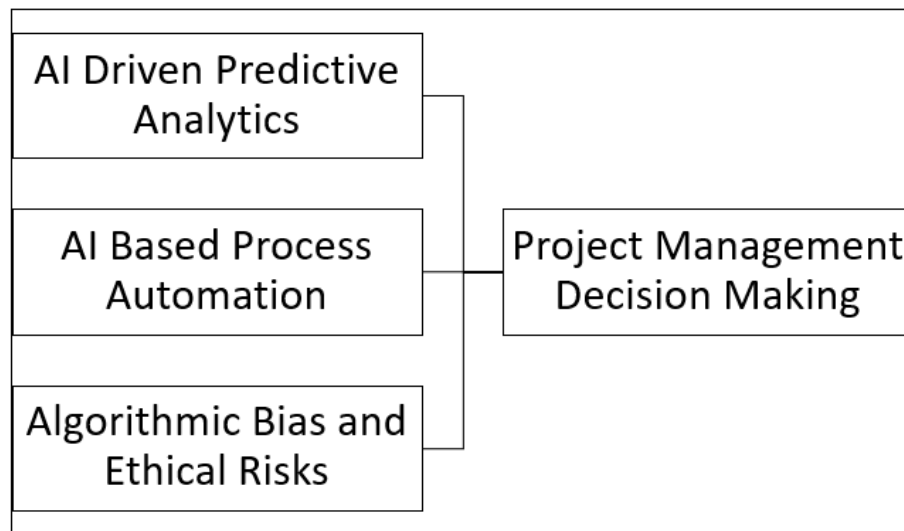 AI Driven Predictive
Analytics
AI Based Process
Automation
Project Management
Decision Making
Algorithmic Bias and
Ethical Risks